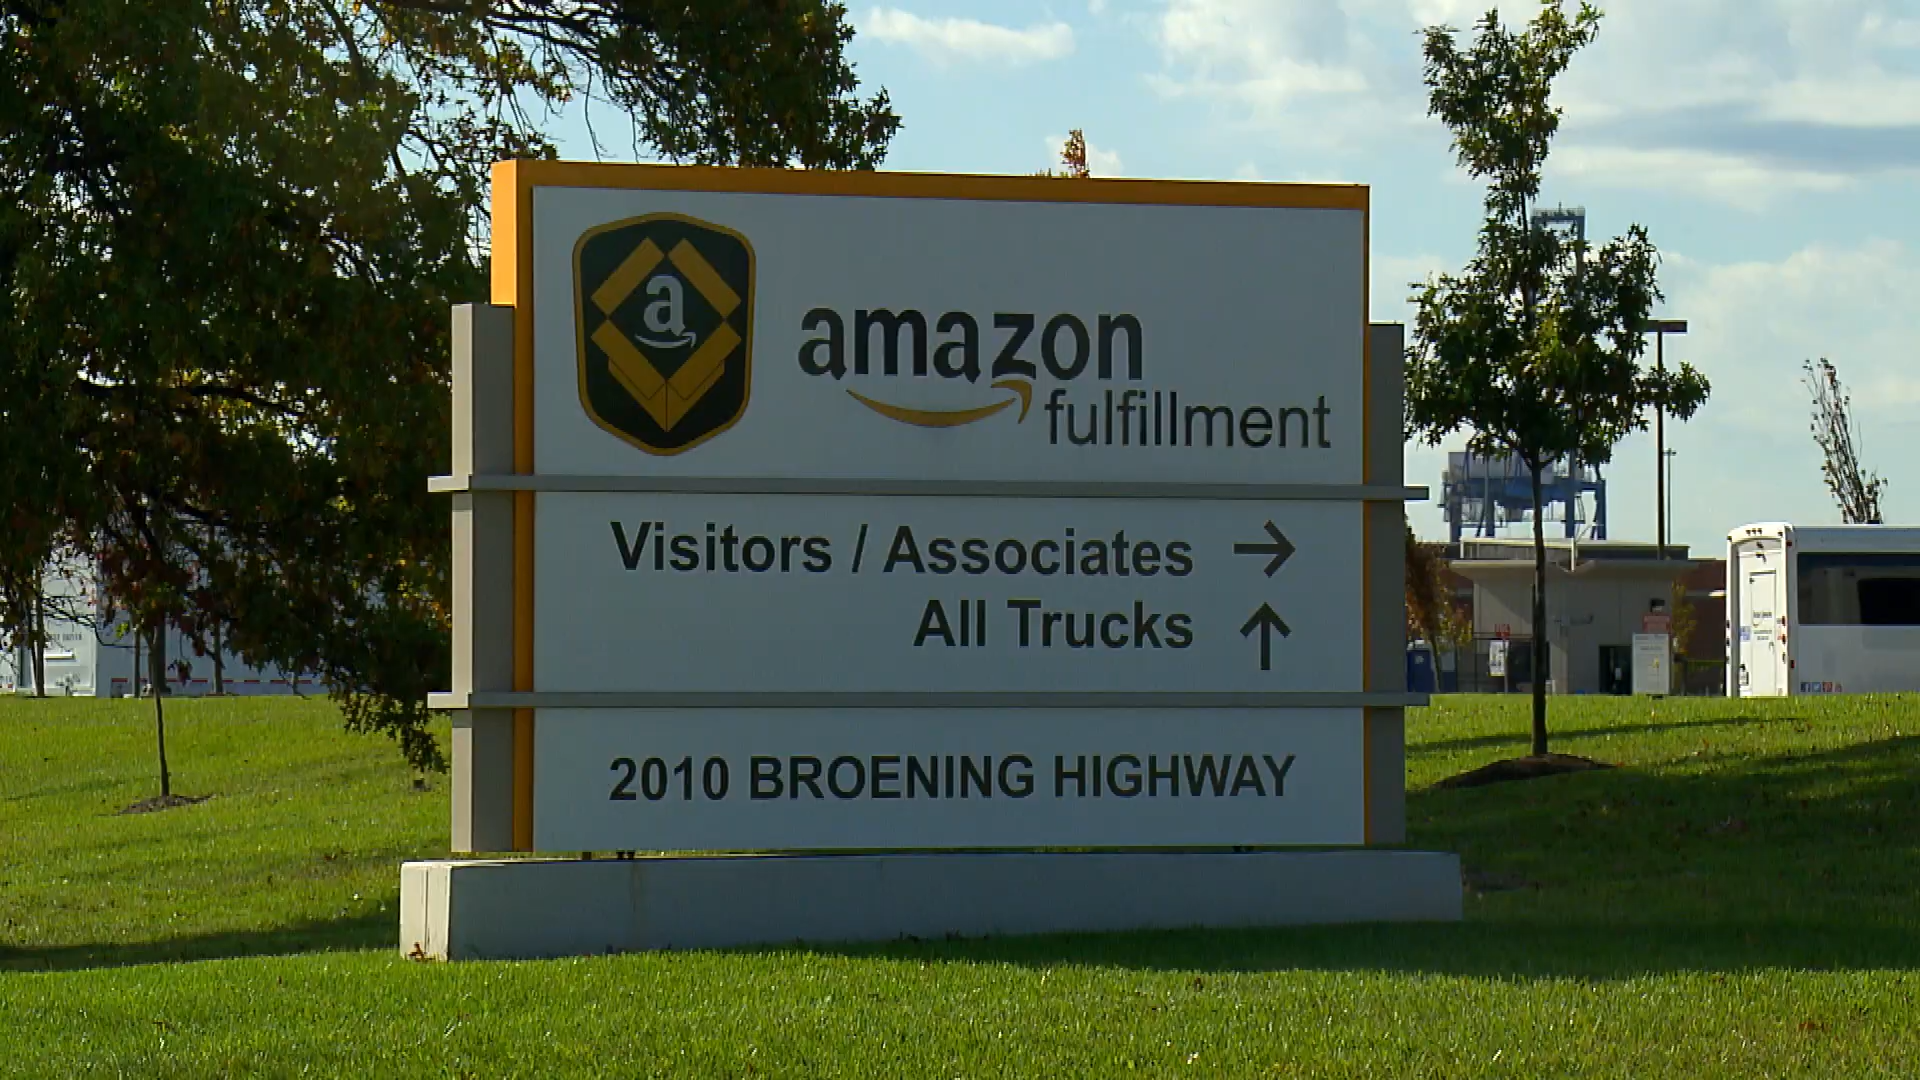 a
amazon
fulfillment
Visitors / Associates →
All Trucks ↑
2010 BROENING HIGHWAY